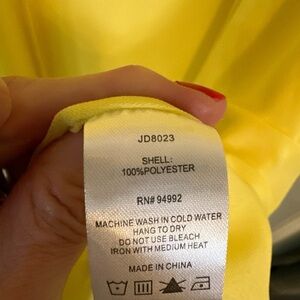 JD8023
SHELL:
100%POLYESTER
RN# 94992
MACHINE WASH IN COLD WATER
HANG TO DRY
DO NOT USE BLEACH
IRON WITH MEDIUM HEAT
MADE IN CHINA